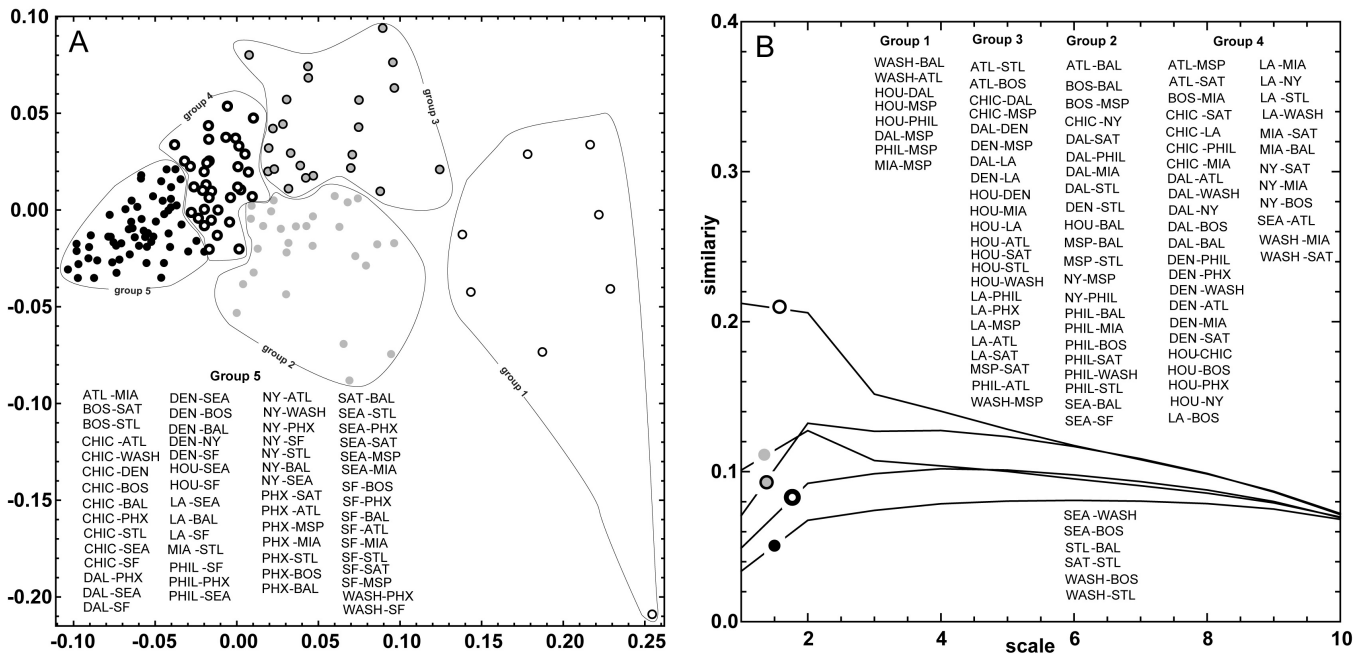 A
0.10
0.05
0.00
-0.05
-0.10
-0.15
-0.20
-0.10
-0.05
0.00
0.05
0.10
0.15
0.20
0.25
group 4
group 3
group 5
group 2
group 1
Group 5
ATL -MIA
BOS-SAT
BOS-STL
CHIC -ATL
CHIC-WASH
CHIC-DEN
CHIC-BOS
CHIC-BAL
CHIC-PHX
CHIC-STL
CHIC-SEA
CHIC-SF
DAL-PHX
DAL-SEA
DAL-SF
DEN-SEA
DEN-BOS
DEN-BAL
DEN-NY
DEN-SF
HOU-SEA
HOU-SF
LA-SEA
LA-BAL
LA-SF
MIA -STL
PHIL -SF
PHIL-PHX
PHIL-SEA
NY-ATL
NY-WASH
NY-PHX
NY-SF
NY-STL
NY-BAL
NY-SEA
PHX-SAT
PHX-ATL
PHX-MSP
PHX-MIA
PHX-STL
PHX-BOS
PHX-BAL
SAT-BAL
SEA-STL
SEA-PHX
SEA-SAT
SEA-MSP
SEA-MIA
SF-BOS
SF-PHX
SF-BAL
SF-ATL
SF-MIA
SF-STL
SF-SAT
SF-MSP
WASH-PHX
WASH-SF
B
similariy
0.4
0.3
0.2
0.1
0.0
2
4
6
8
10
scale
Group 1
WASH-BAL
WASH-ATL
HOU-DAL
HOU-MSP
HOU-PHIL
DAL-MSP
PHIL-MSP
MIA-MSP
Group 3
ATL-STL
ATL-BOS
CHIC-DAL
CHIC-MSP
DAL-DEN
DEN-MSP
DAL-LA
DEN-LA
HOU-DEN
HOU-MIA
HOU-LA
HOU-ATL
HOU-SAT
HOU-STL
HOU-WASH
LA-PHIL
LA-PHX
LA-MSP
LA-ATL
LA-SAT
MSP-SAT
PHIL-ATL
WASH-MSP
Group 2
ATL-BAL
BOS-BAL
BOS -MSP
CHIC-NY
DAL-SAT
DAL-PHIL
DAL-MIA
DAL-STL
DEN-STL
HOU-BAL
MSP-BAL
MSP-STL
NY-MSP
NY-PHIL
PHIL-BAL
PHIL-MIA
PHIL-BOS
PHIL-SAT
PHIL-WASH
PHIL-STL
SEA-BAL
SEA-SF
Group 4
ATL-MSP
ATL-SAT
BOS-MIA
CHIC -SAT
CHIC-LA
CHIC -PHIL
CHIC -MIA
DAL-ATL
DAL-WASH
DAL-NY
DAL-BOS
DAL-BAL
DEN-PHIL
DEN-PHX
DEN-WASH
DEN-ATL
DEN-MIA
DEN-SAT
HOU-CHIC
HOU-BOS
HOU-PHX
HOU-NY
LA-BOS
LA-MIA
LA-NY
LA -STL
LA-WASH
MIA -SAT
MIA-BAL
NY-SAT
NY-MIA
NY-BOS
SEA-ATL
WASH -MIA
WASH -SAT
SEA-WASH
SEA-BOS
STL-BAL
SAT-STL
WASH-BOS
WASH-STL